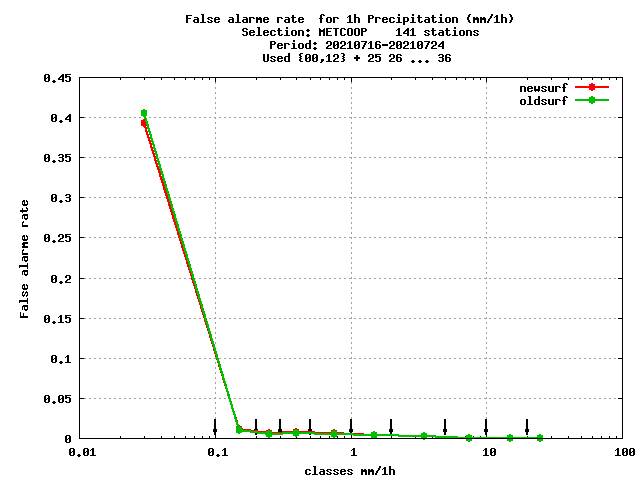 False alarme rate  for 1h Precipitation (mm/1h)
Selection: METCOOP    141 stations
Period: 20210716-20210724
Used {00,12} + 25 26 ... 36
newsurf
oldsurf
0.45
0.4
0.35
0.3
0.25
0.2
0.15
0.1
0.05
0
False alarme rate
0.01 0.1 1 10 100
classes mm/1h